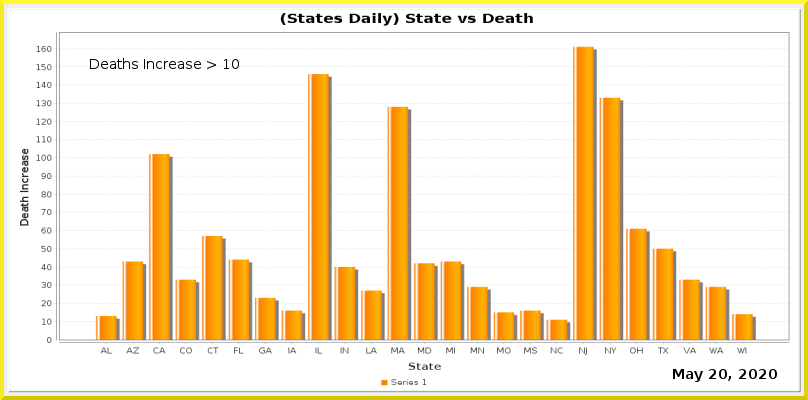 (States Daily) State vs Death
Deaths Increase > 10
Death Increase
160
150
140
130
120
110
100
90
80
70
60
50
40
30
20
10
0
AL AZ CA CO CT FL GA IA IL IN LA MA MD MI MN MO MS NC NJ NY OH TX VA WA WI
State
Series 1
May 20, 2020